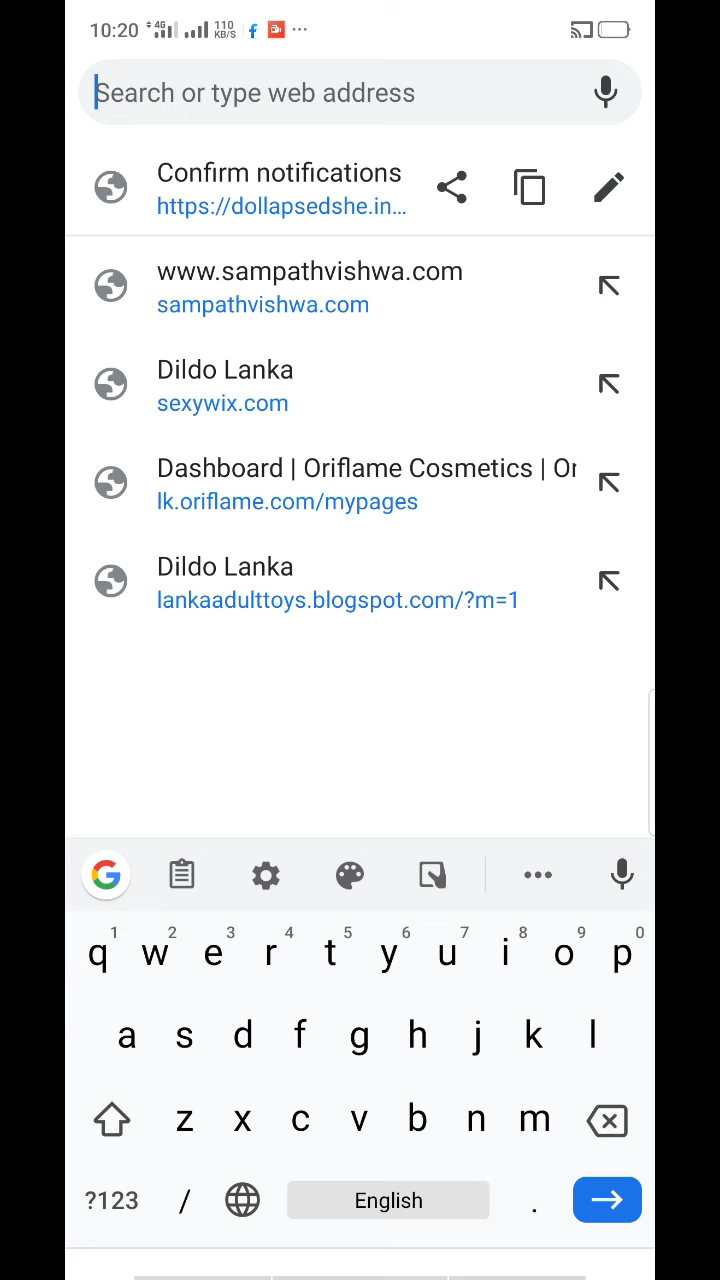 10:20 4G 110 KB/S ...
Search or type web address
Confirm notifications
https://dollapsedshe.in...
www.sampathvishwa.com
sampathvishwa.com
Dildo Lanka
sexywix.com
Dashboard | Oriflame Cosmetics | Or
lk.oriflame.com/mypages
Dildo Lanka
lankaadulttoys.blogspot.com/?m=1
1 2 3 4 5 6 7 8 9 0
q w e r t y u i o p
a s d f g h j k l
z x c v b n m
?123 / English .